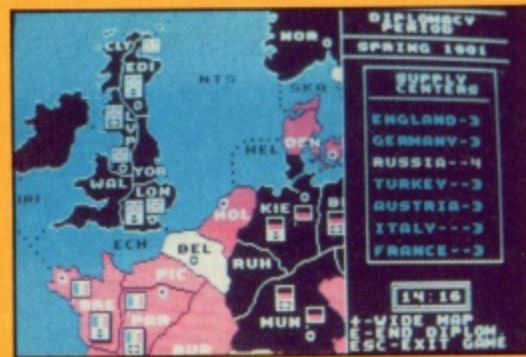 DIPLOMACY
PERIOD
SPRING 1901
SUPPLY
CENTERS
ENGLAND-3
GERMANY-3
RUSSIA--4
TURKEY--3
AUSTRIA-3
ITALY---3
FRANCE--3
14:16
+-WIDE MAP
E-END DIPLOM.
ESC-EXIT GAME
CLY
NOR
EDI
NTS
SKA
DEN
LVP
HEL
YOR
WAL
LON
HOL
KIE
IRI
ECH
BEL
RUH
PIC
BRE
PAR
MUN
BUR